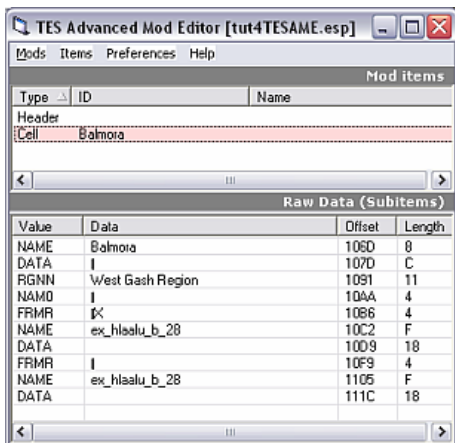 TES Advanced Mod Editor [tut4TESAME.esp]
Mods Items Preferences Help
Mod items
Type ID Name
Header
Cell Balmora
Raw Data (Subitems)
Value Data Offset Length
NAME Balmora 106D 8
DATA 107D C
RGNN West Gash Region 1091 11
NAM0 10AA 4
FRMR 10B6 4
NAME ex_hlaalu_b_28 10C2 F
DATA 10D9 18
FRMR 10F9 4
NAME ex_hlaalu_b_28 1105 F
DATA 111C 18